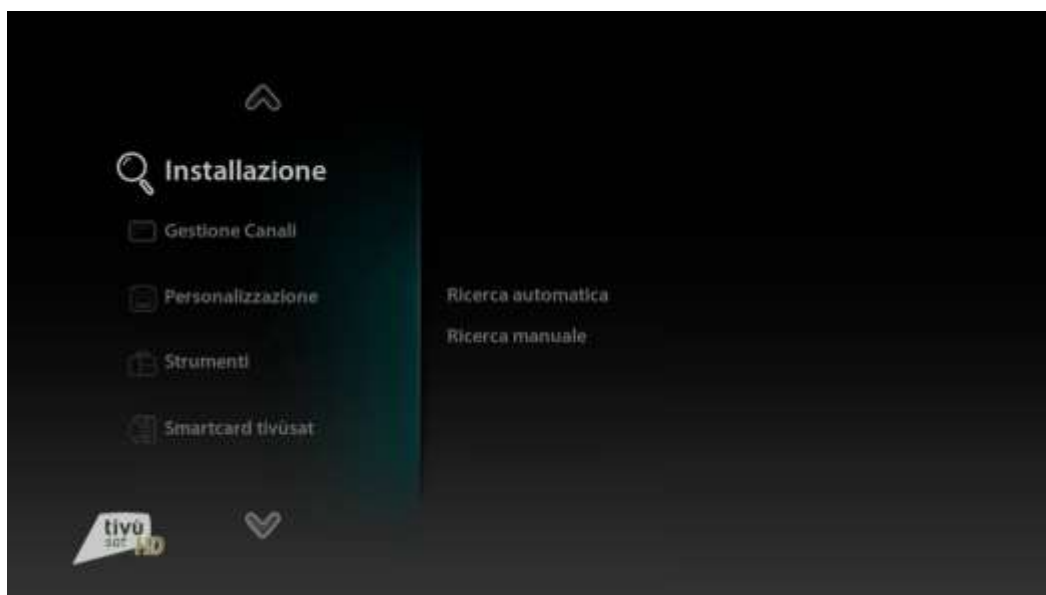 Installazione
Gestione Canali
Personalizzazione
Strumenti
Smartcard tivùsat
Ricerca automatica
Ricerca manuale
tivù
sat HD